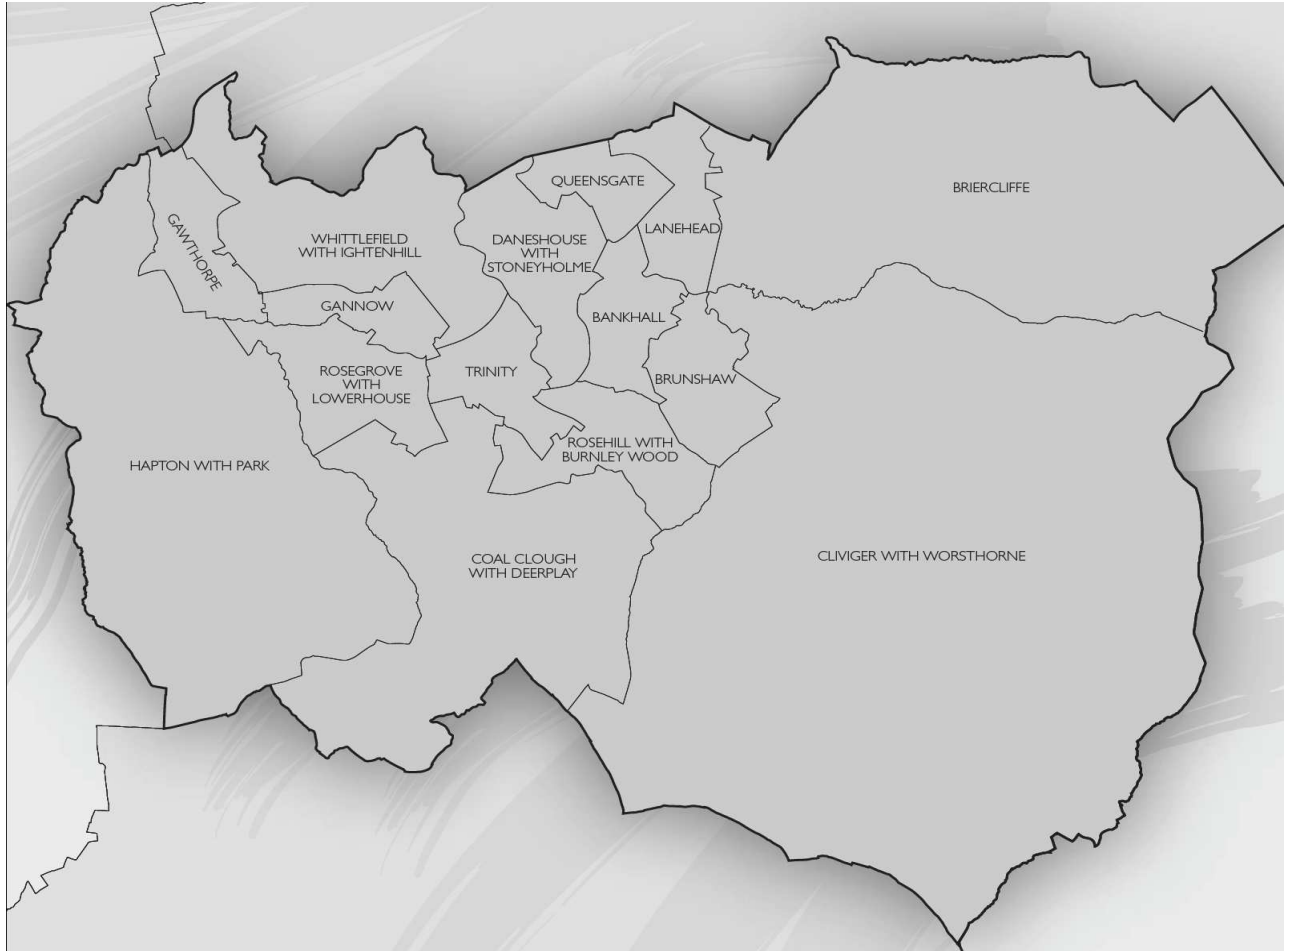 QUEENSGATE
BRIERCLIFFE
GAWTHORPE
WHITTLEFIELD
WITH IGHTENHILL
DANESHOUSE
WITH
STONEYHOLME
LANEHEAD
GANNOW
BANKHALL
ROSEGROVE
WITH
LOWERHOUSE
TRINITY
BRUNSHAW
HAPTON WITH PARK
ROSEHILL WITH
BURNLEY WOOD
COAL CLOUGH
WITH DEERPLAY
CLIVIGER WITH WORSTHORNE